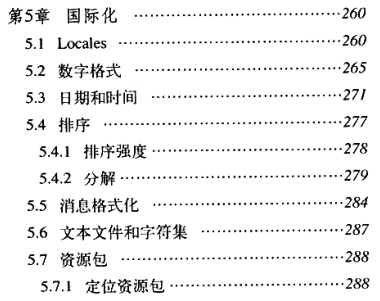 第5章 国际化 ………………………………260
5.1 Locales ………………………………260
5.2 数字格式 ………………………………265
5.3 日期和时间 ………………………………271
5.4 排序 ………………………………277
5.4.1 排序强度………………………………278
5.4.2 分解………………………………279
5.5 消息格式化 ………………………………284
5.6 文本文件和字符集 ………………………………287
5.7 资源包 ………………………………288
5.7.1 定位资源包………………………………288